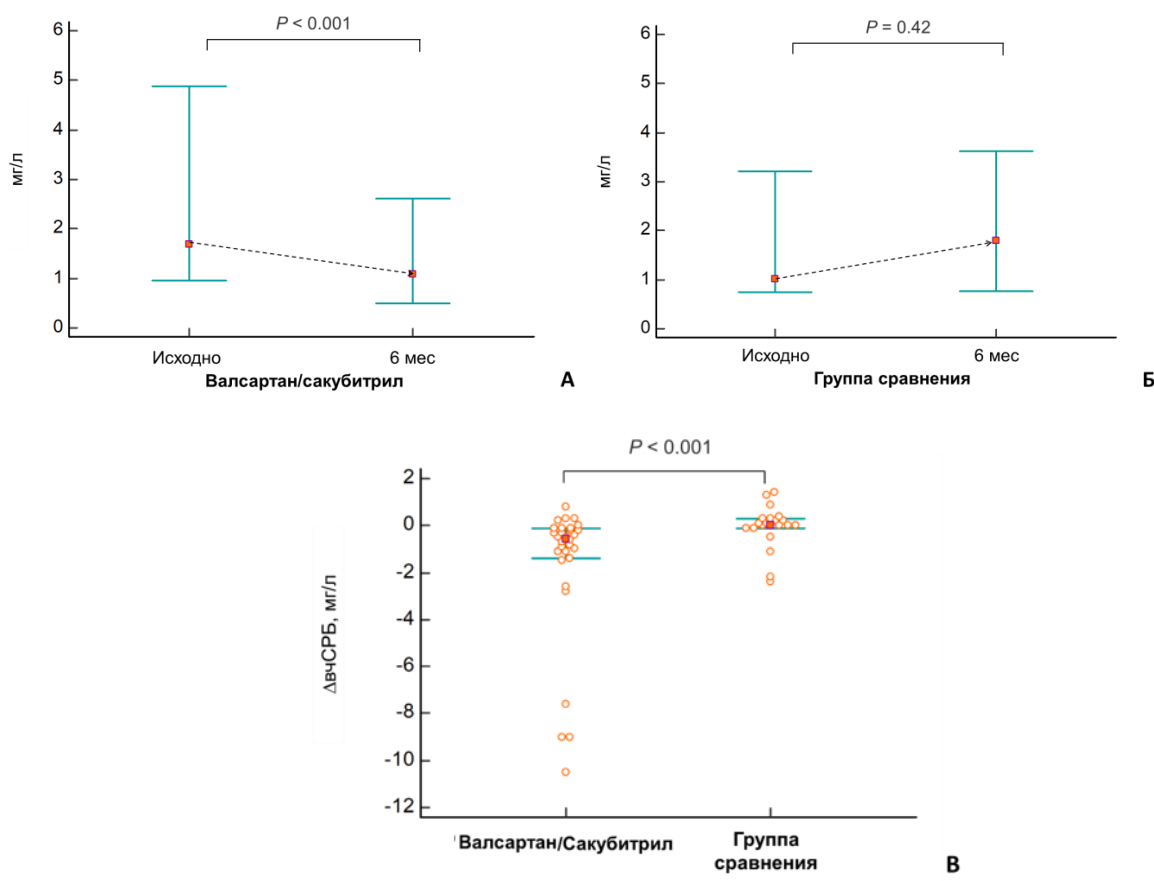 P < 0.001
6
5
4
3
2
1
0
мг/л
Исходно
6 мес
Валсартан/сакубитрил
А
P = 0.42
6
5
4
3
2
1
0
мг/л
Исходно
6 мес
Группа сравнения
Б
P < 0.001
2
0
-2
-4
-6
-8
-10
-12
ΔвчСРБ, мг/л
Валсартан/Сакубитрил
Группа
сравнения
В